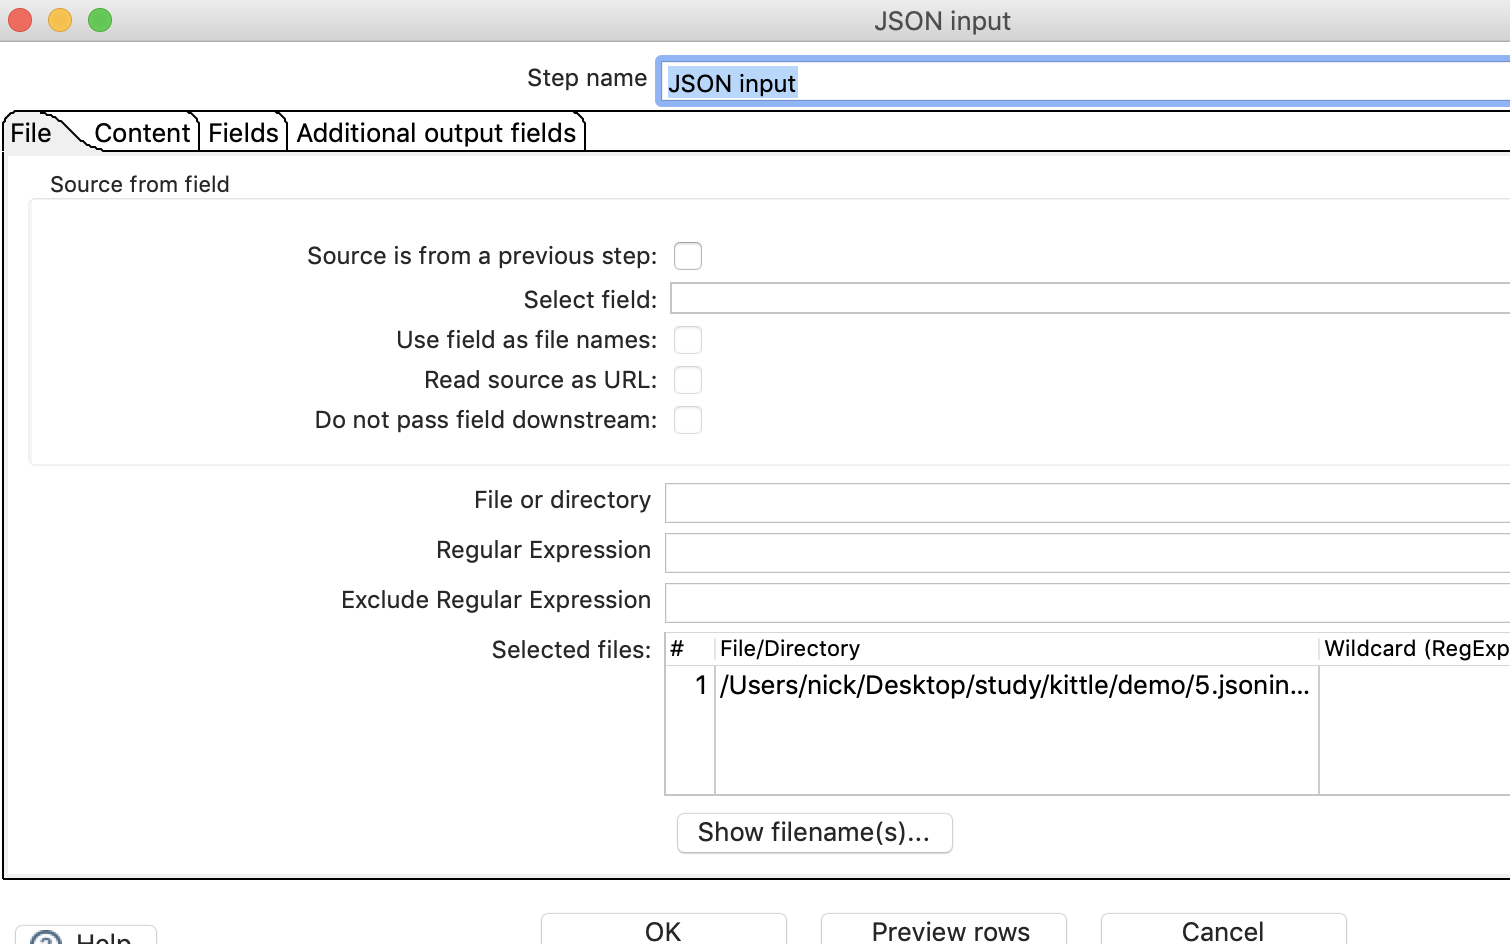 JSON input
Step name JSON input
File Content Fields Additional output fields
Source from field
Source is from a previous step:
Select field:
Use field as file names:
Read source as URL:
Do not pass field downstream:
File or directory
Regular Expression
Exclude Regular Expression
Selected files: # File/Directory Wildcard (RegExp
1 /Users/nick/Desktop/study/kittle/demo/5.jsonin...
Show filename(s)...
Help OK Preview rows Cancel